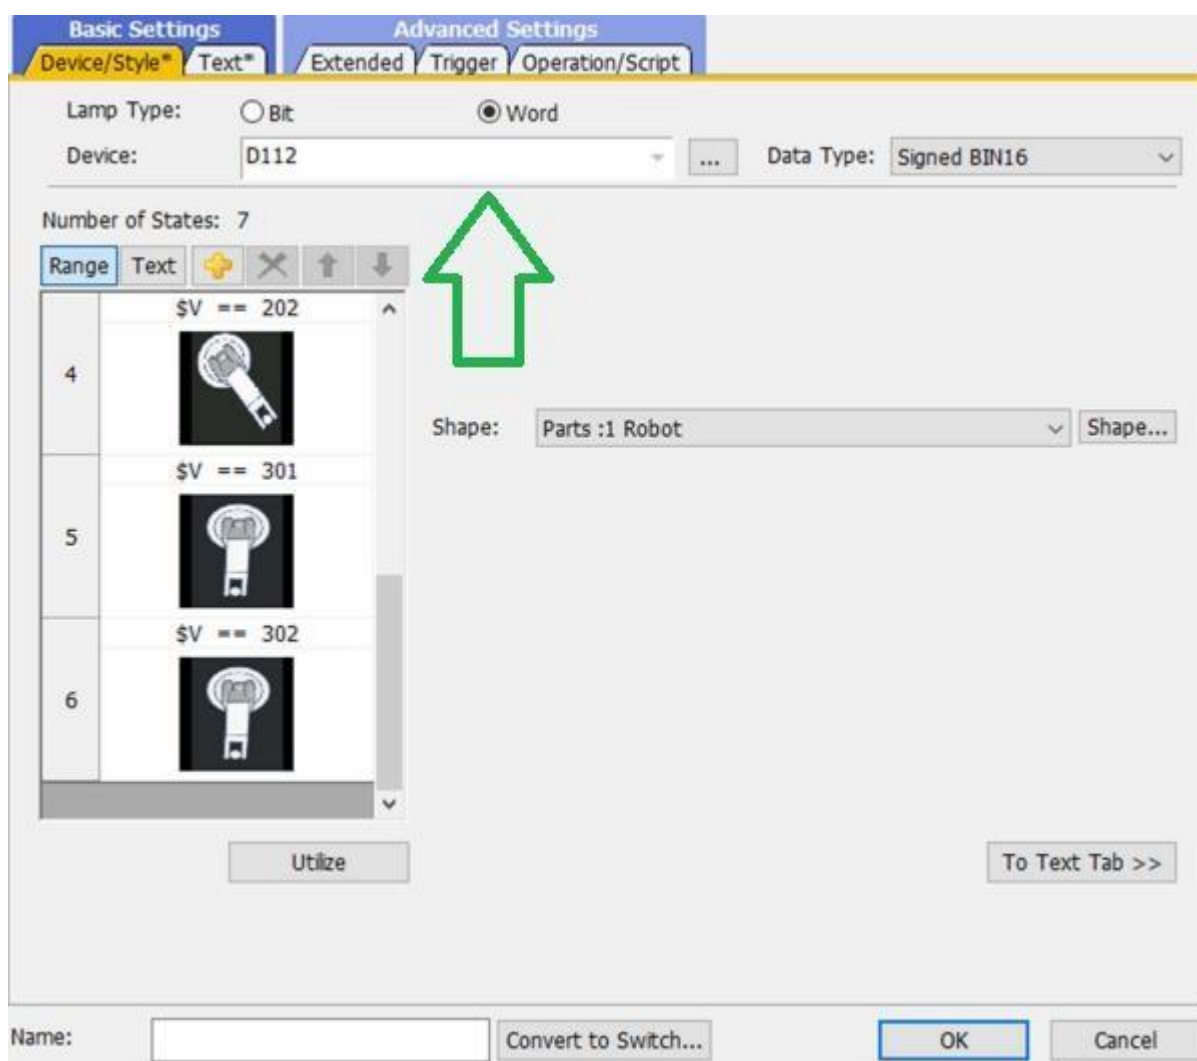 Basic Settings Advanced Settings
Device/Style* Text* Extended Trigger Operation/Script
Lamp Type: Bit Word
Device: D112 ... Data Type: Signed BIN16
Number of States: 7
Range Text
$V == 202
4
Shape: Parts :1 Robot Shape...
$V == 301
5
$V == 302
6
Utilize To Text Tab >>
Name: Convert to Switch... OK Cancel